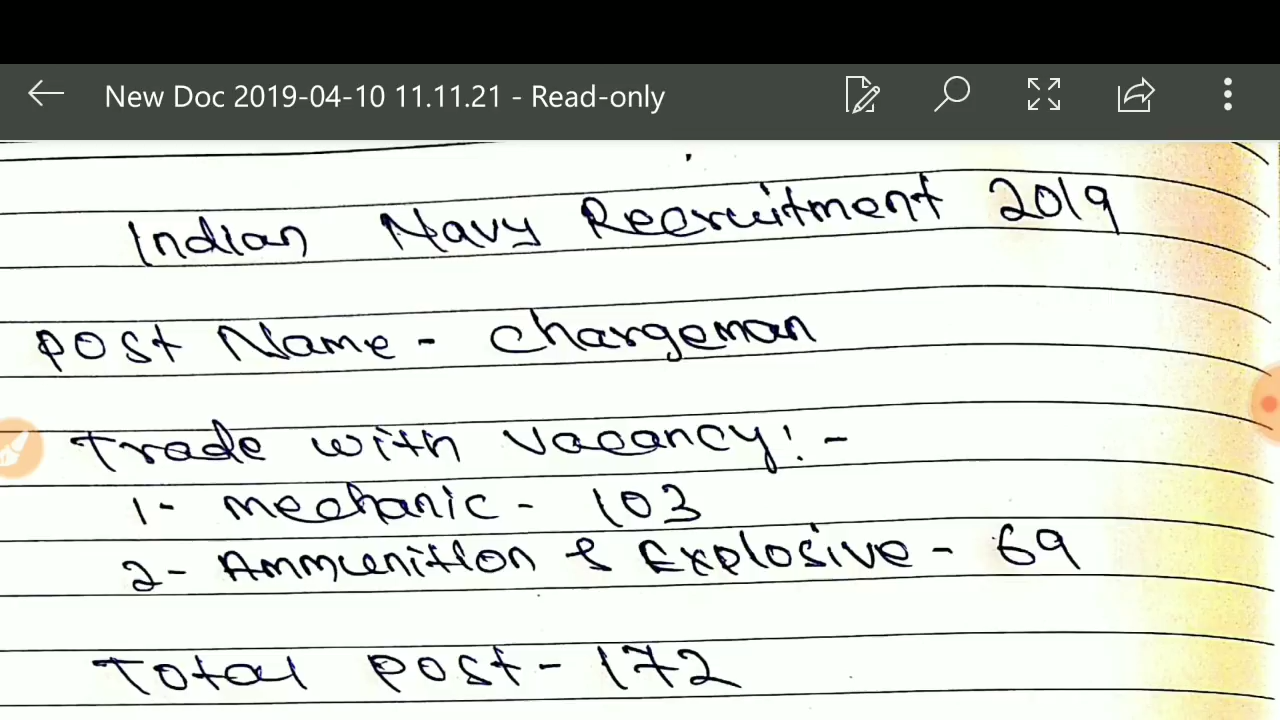 New Doc 2019-04-10 11.11.21 - Read-only
Indian Navy Recruitment 2019
Post Name - Chargeman
Trade with Vacancy:-
1- Mechanic - 103
2- Ammunition & Explosive - 69
Total Post - 172